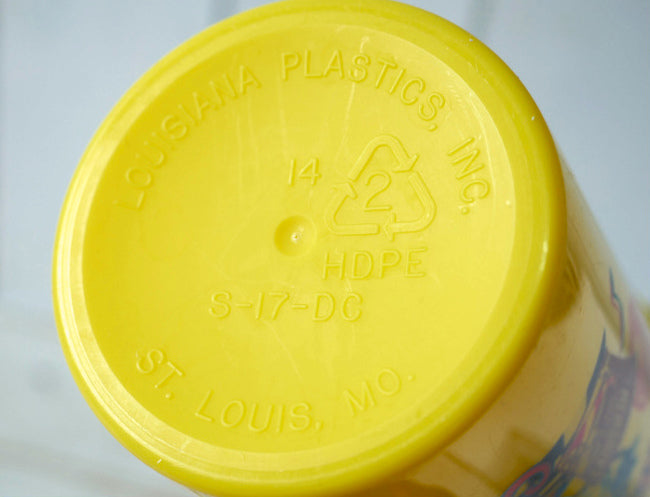 LOUISIANA PLASTICS, INC.
14
2
HDPE
S-17-DC
ST. LOUIS, MO.